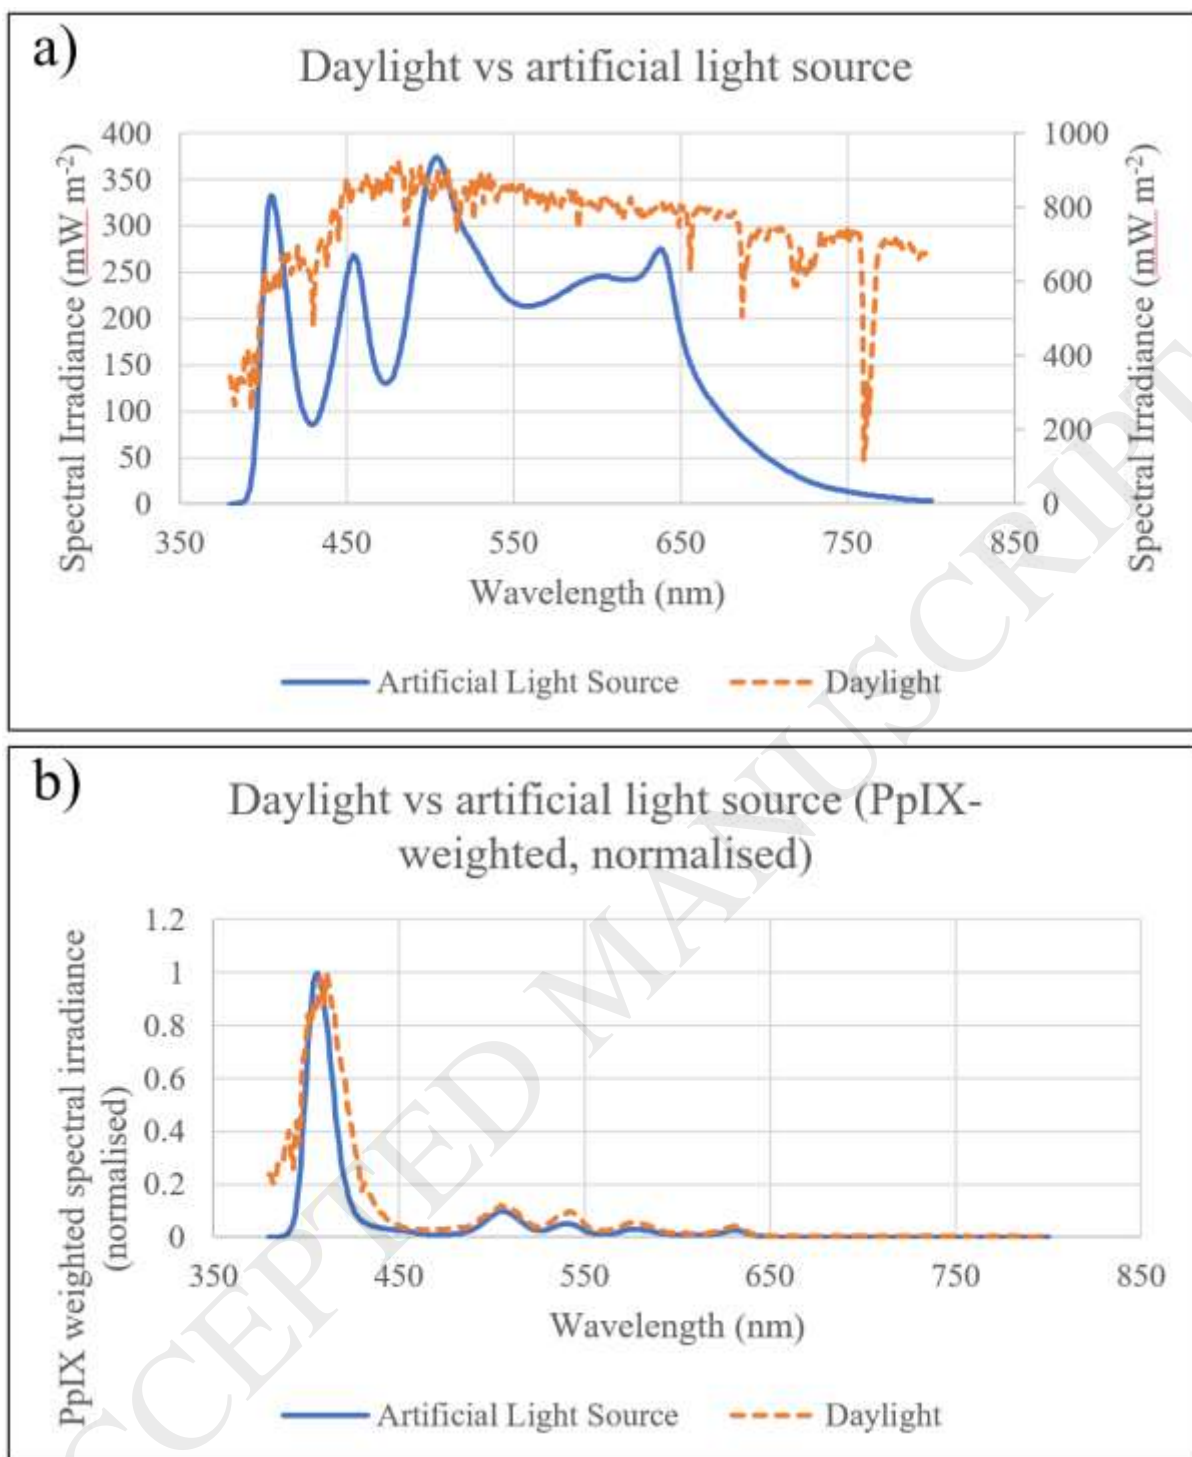 a)
Daylight vs artificial light source
Spectral Irradiance (mW m-2)
400
350
300
250
200
150
100
50
0
1000
800
600
400
200
0
Spectral Irradiance (mW m-2)
350 450 550 650 750 850
Wavelength (nm)
Artificial Light Source Daylight
b)
Daylight vs artificial light source (PpIX-
weighted, normalised)
PpIX weighted spectral irradiance
(normalised)
1.2
1
0.8
0.6
0.4
0.2
0
350 450 550 650 750 850
Wavelength (nm)
Artificial Light Source Daylight
CCEPTED MANUSCRIPT